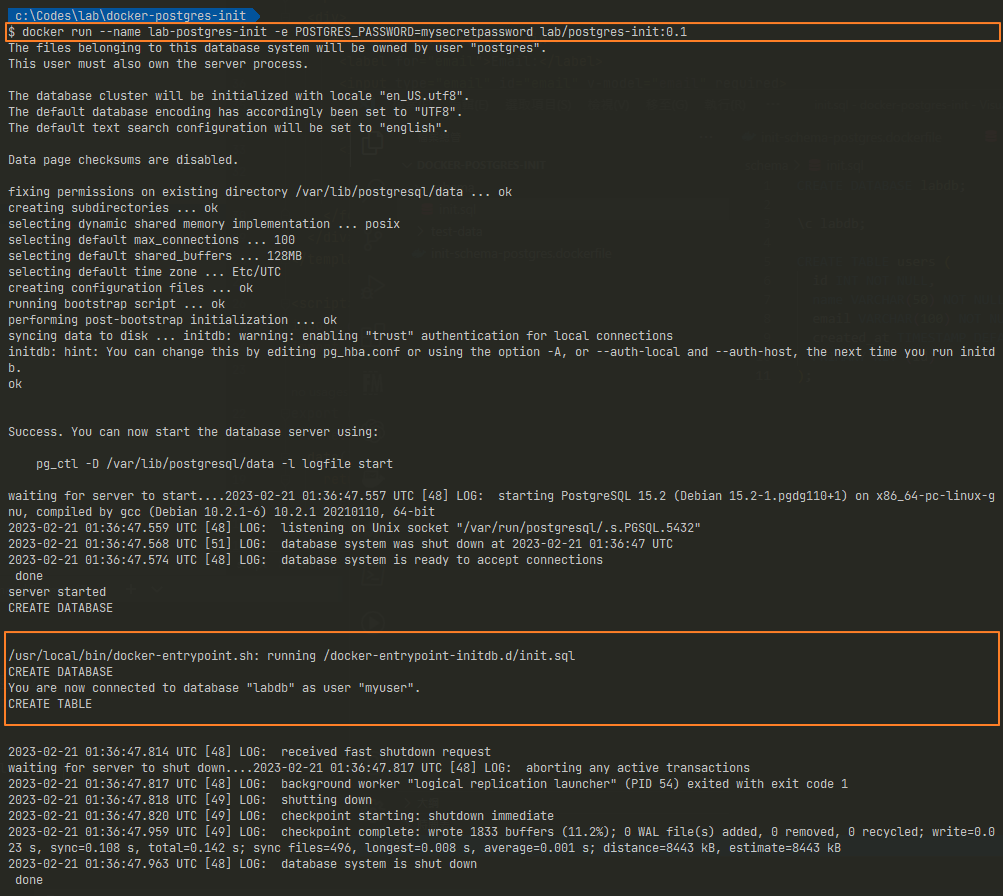 c:\Codes\lab\docker-postgres-init
$ docker run --name lab-postgres-init -e POSTGRES_PASSWORD=mysecretpassword lab/postgres-init:0.1
The files belonging to this database system will be owned by user "postgres".
This user must also own the server process.
The database cluster will be initialized with locale "en_US.utf8".
The default database encoding has accordingly been set to "UTF8".
The default text search configuration will be set to "english".
Data page checksums are disabled.
fixing permissions on existing directory /var/lib/postgresql/data ... ok
creating subdirectories ... ok
selecting dynamic shared memory implementation ... posix
selecting default max_connections ... 100
selecting default shared_buffers ... 128MB
selecting default time zone ... Etc/UTC
creating configuration files ... ok
running bootstrap script ... ok
performing post-bootstrap initialization ... ok
syncing data to disk ... initdb: warning: enabling "trust" authentication for local connections
initdb: hint: You can change this by editing pg_hba.conf or using the option -A, or --auth-local and --auth-host, the next time you run initd
b.
ok
Success. You can now start the database server using:
pg_ctl -D /var/lib/postgresql/data -l logfile start
waiting for server to start....2023-02-21 01:36:47.557 UTC [48] LOG:  starting PostgreSQL 15.2 (Debian 15.2-1.pgdg110+1) on x86_64-pc-linux-g
nu, compiled by gcc (Debian 10.2.1-6) 10.2.1 20210110, 64-bit
2023-02-21 01:36:47.559 UTC [48] LOG:  listening on Unix socket "/var/run/postgresql/.s.PGSQL.5432"
2023-02-21 01:36:47.568 UTC [51] LOG:  database system was shut down at 2023-02-21 01:36:47 UTC
2023-02-21 01:36:47.574 UTC [48] LOG:  database system is ready to accept connections
done
server started
CREATE DATABASE
/usr/local/bin/docker-entrypoint.sh: running /docker-entrypoint-initdb.d/init.sql
CREATE DATABASE
You are now connected to database "labdb" as user "myuser".
CREATE TABLE
2023-02-21 01:36:47.814 UTC [48] LOG:  received fast shutdown request
waiting for server to shut down....2023-02-21 01:36:47.817 UTC [48] LOG:  aborting any active transactions
2023-02-21 01:36:47.817 UTC [48] LOG:  background worker "logical replication launcher" (PID 54) exited with exit code 1
2023-02-21 01:36:47.818 UTC [49] LOG:  shutting down
2023-02-21 01:36:47.820 UTC [49] LOG:  checkpoint starting: shutdown immediate
2023-02-21 01:36:47.959 UTC [49] LOG:  checkpoint complete: wrote 1833 buffers (11.2%); 0 WAL file(s) added, 0 removed, 0 recycled; write=0.0
23 s, sync=0.108 s, total=0.142 s; sync files=496, longest=0.008 s, average=0.001 s; distance=8443 kB, estimate=8443 kB
2023-02-21 01:36:47.963 UTC [48] LOG:  database system is shut down
done